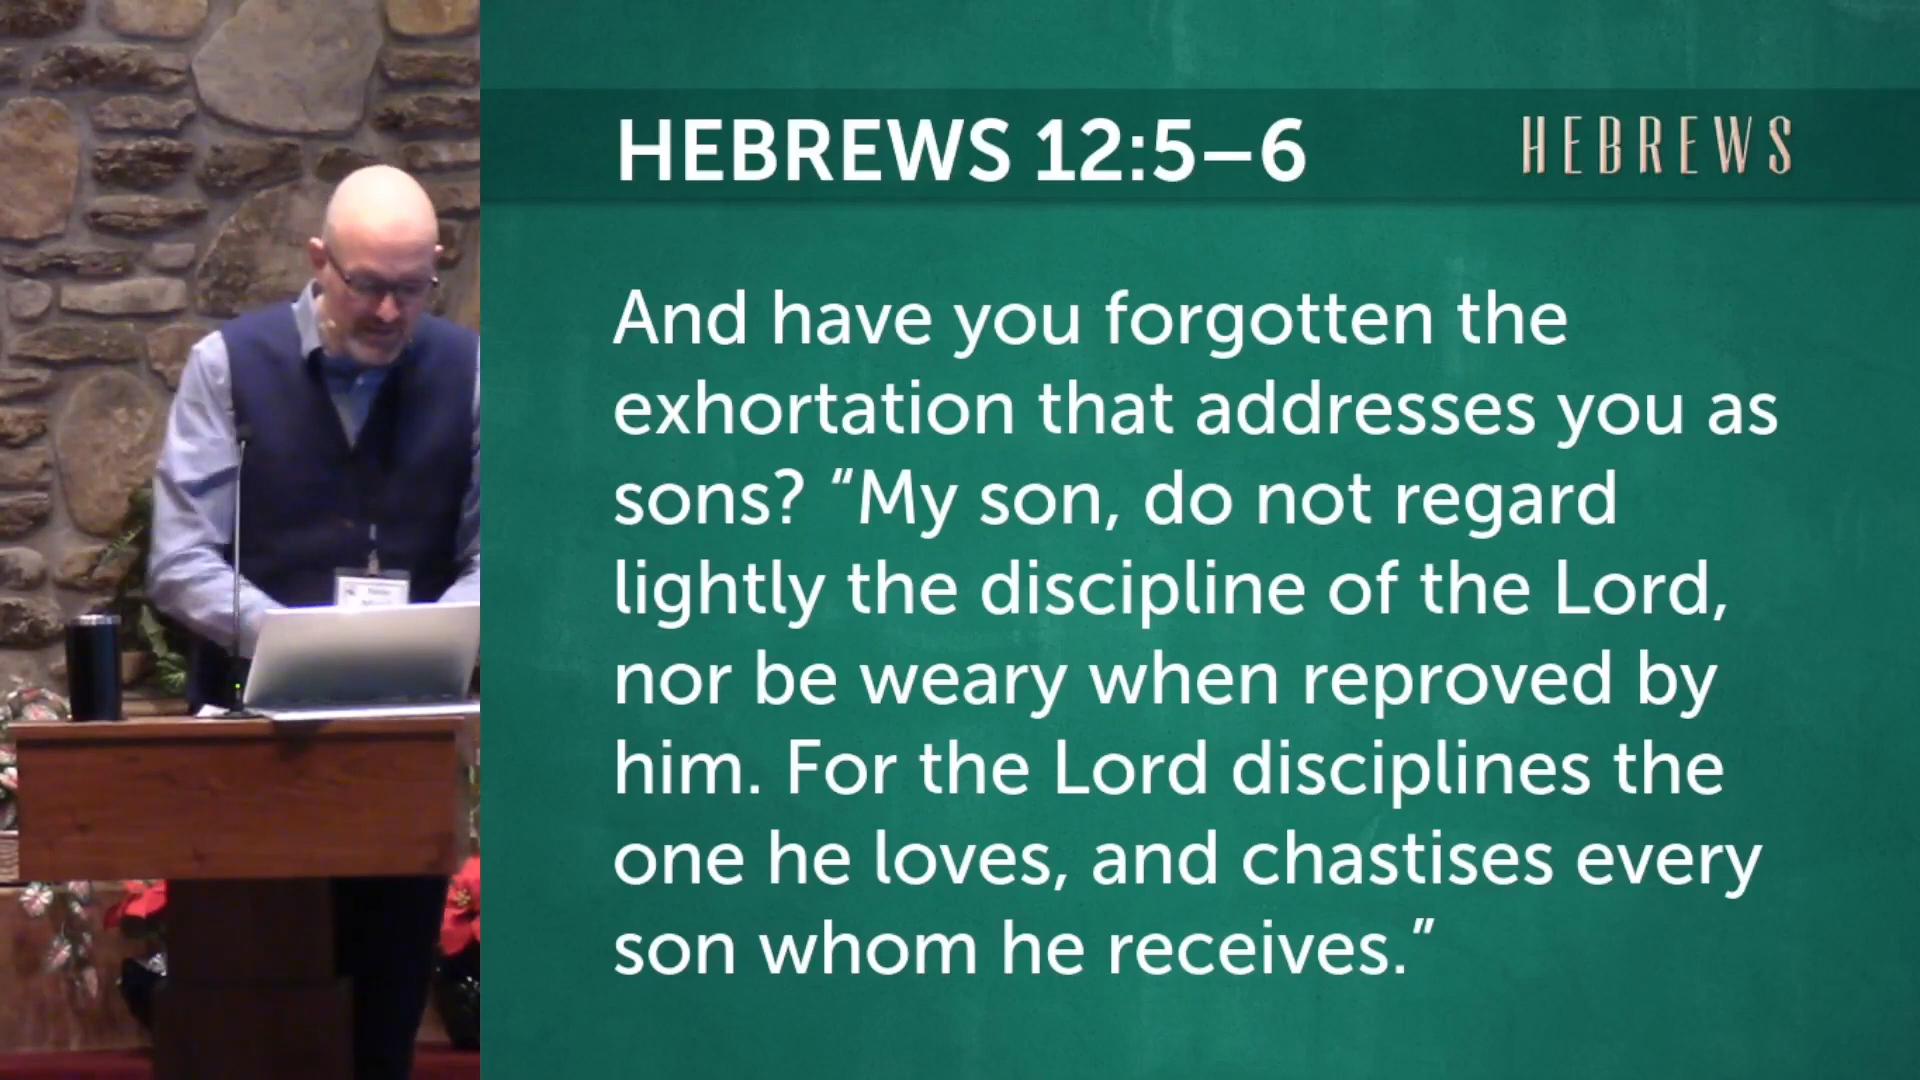 HEBREWS 12:5–6
HEBREWS
And have you forgotten the
exhortation that addresses you as
sons? “My son, do not regard
lightly the discipline of the Lord,
nor be weary when reproved by
him. For the Lord disciplines the
one he loves, and chastises every
son whom he receives.”